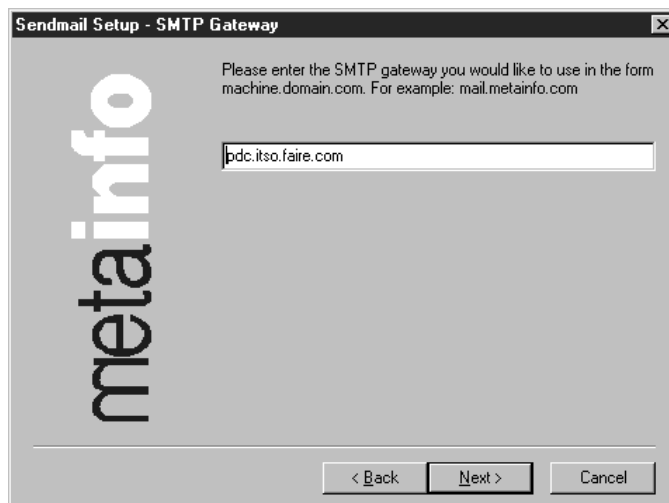 Sendmail Setup - SMTP Gateway
metainfo
Please enter the SMTP gateway you would like to use in the form
machine.domain.com. For example: mail.metainfo.com
pdc.itso.faire.com
< Back
Next >
Cancel